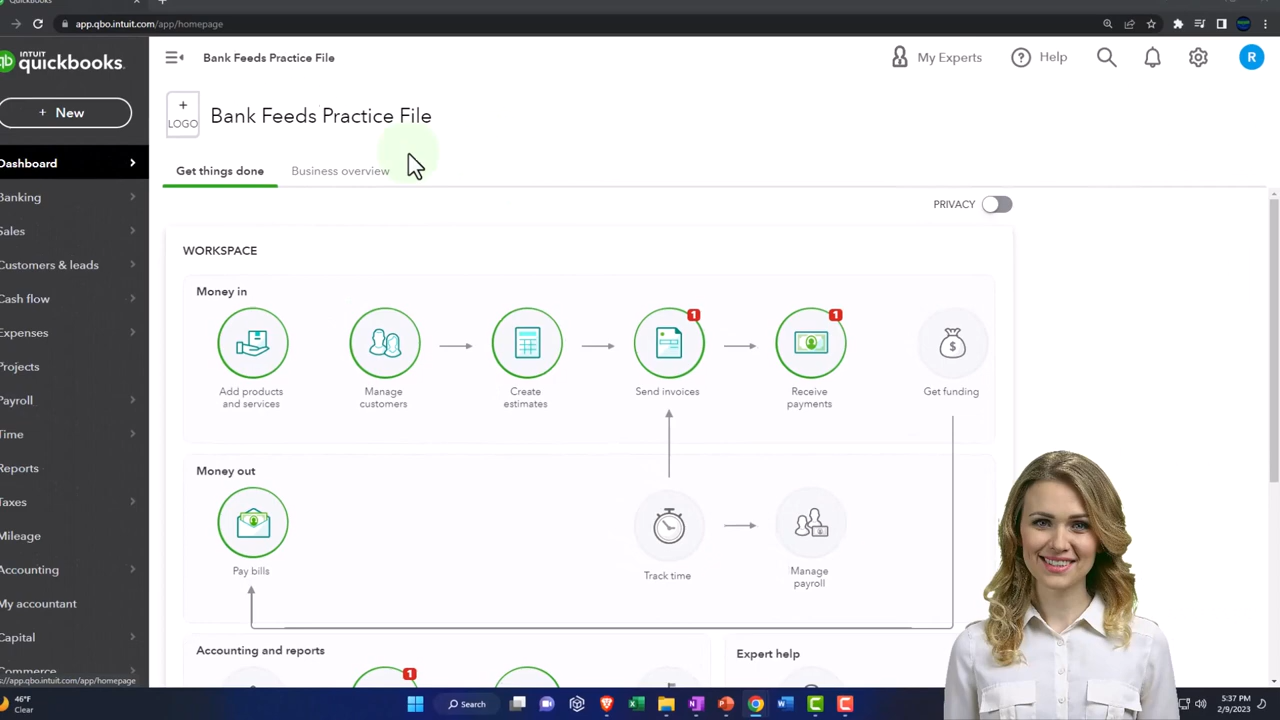 app.qbo.intuit.com/app/homepage
INTUIT
quickbooks.
Bank Feeds Practice File
My Experts
Help
R
+ New
+
LOGO
Bank Feeds Practice File
Dashboard
Get things done
Business overview
Banking
PRIVACY
Sales
WORKSPACE
Customers & leads
Money in
Cash flow
1
1
Expenses
Projects
Add products
and services
Manage
customers
Create
estimates
Send invoices
Receive
payments
Get funding
Payroll
Time
Reports
Money out
Taxes
Mileage
Accounting
Pay bills
Track time
Manage
payroll
My accountant
Capital
Accounting and reports
Expert help
Commerce
1
app.qbo.intuit.com/app/homepage
46°F
Clear
Search
5:37 PM
2/9/2023